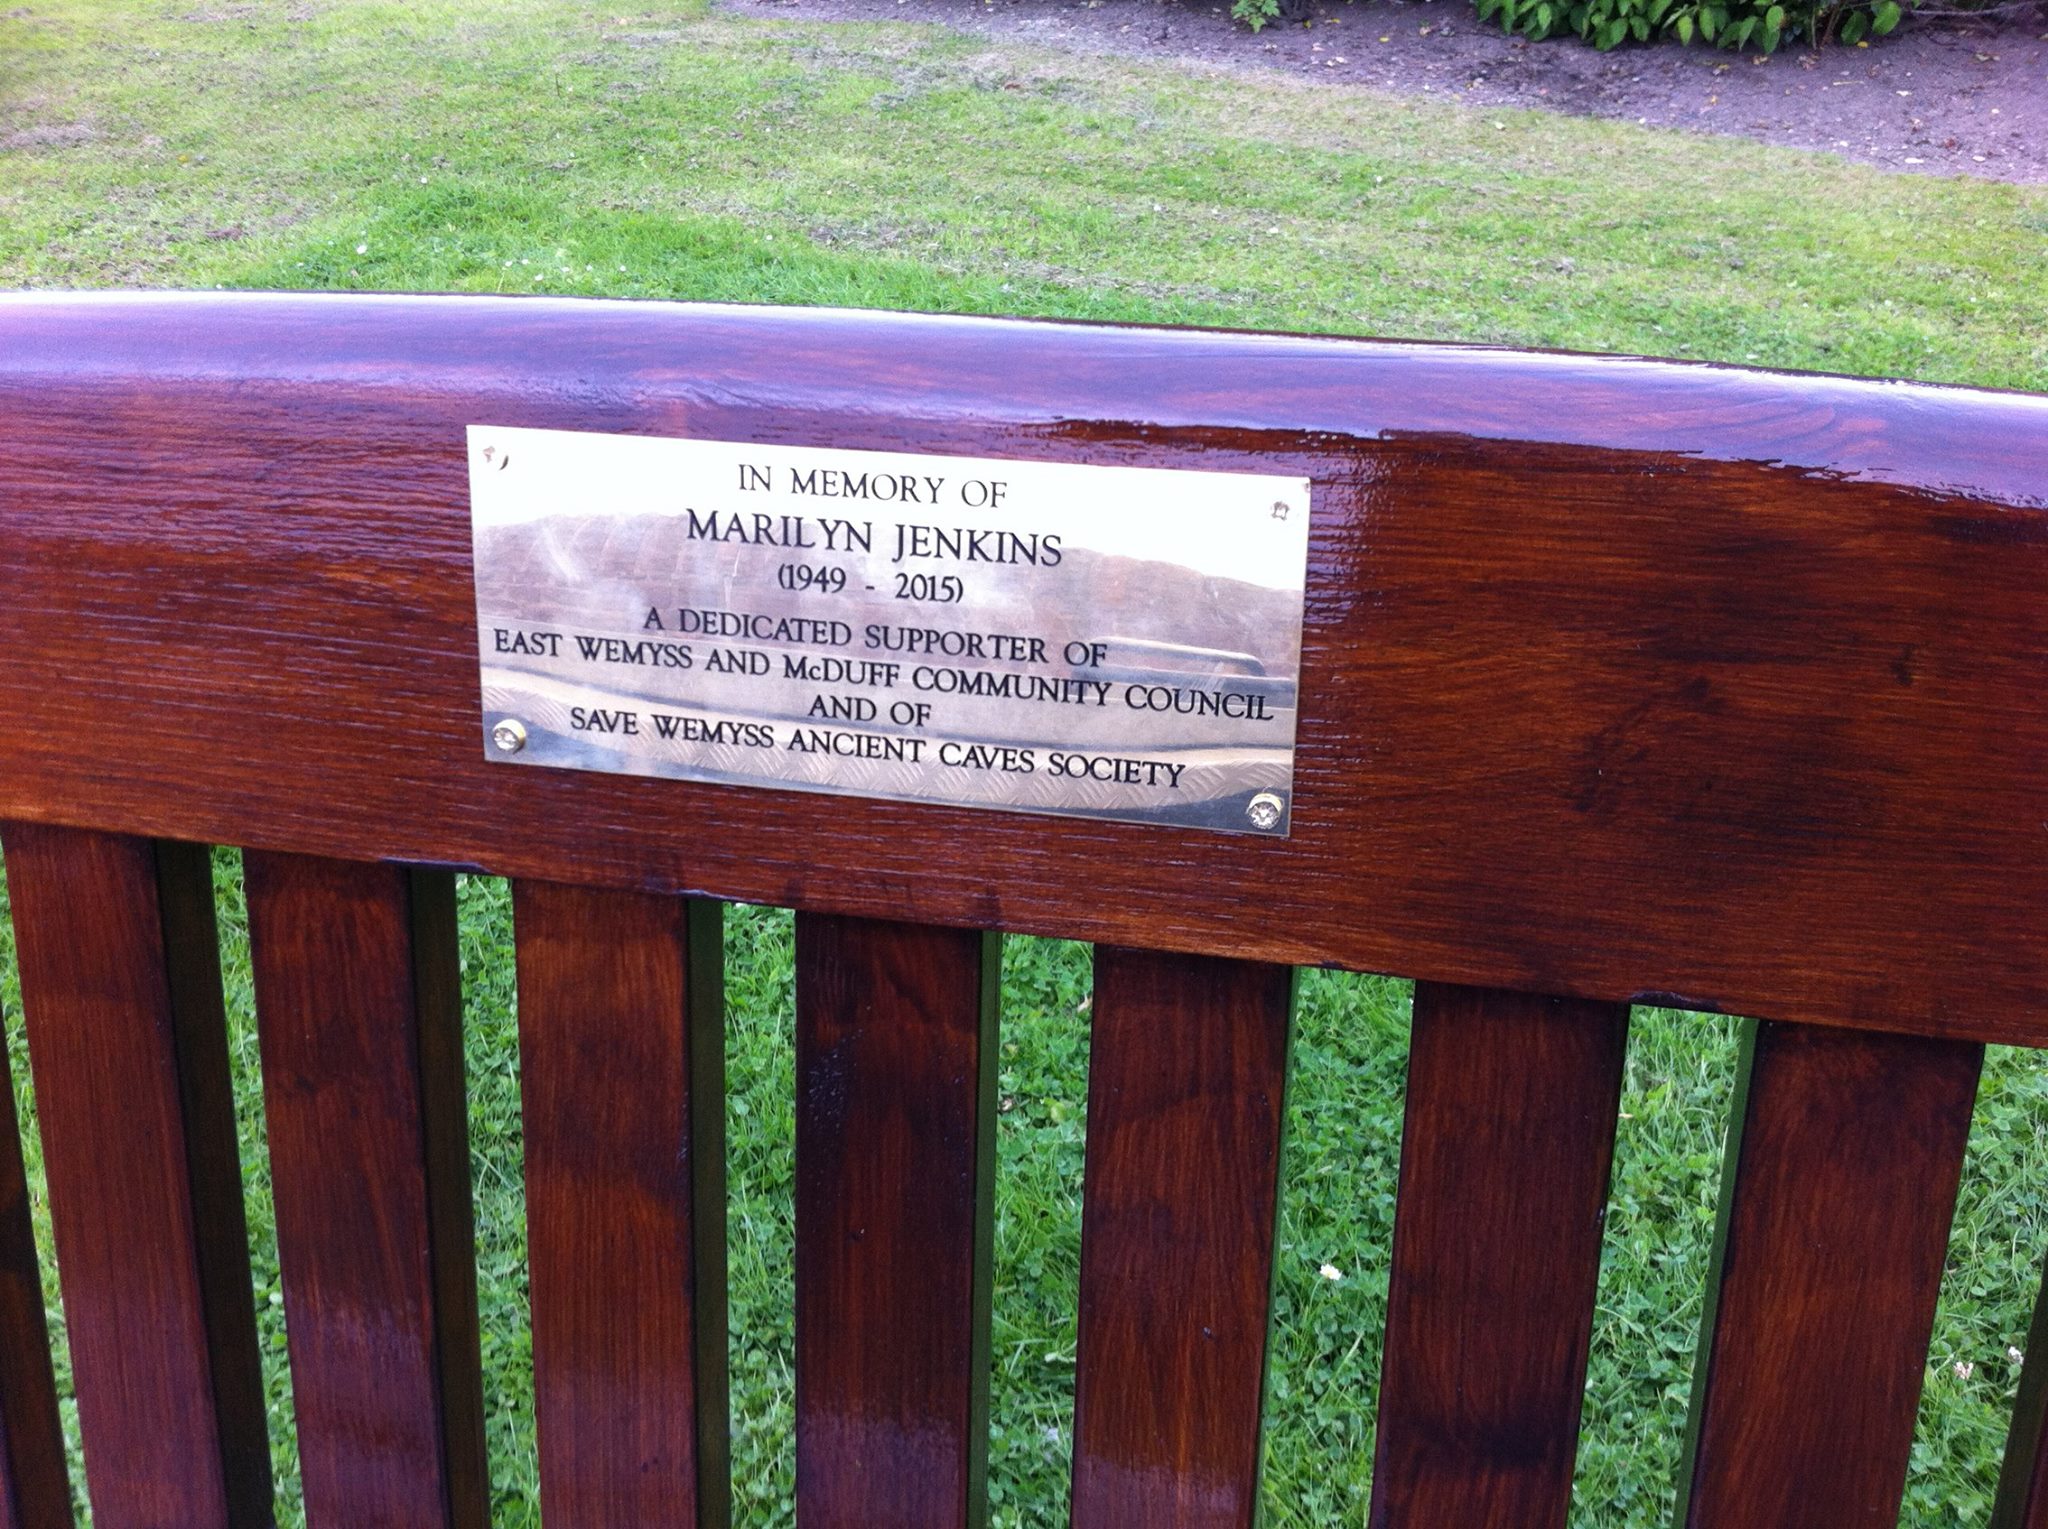 IN MEMORY OF
MARILYN JENKINS
(1949 - 2015)
A DEDICATED SUPPORTER OF
EAST WEMYSS AND McDUFF COMMUNITY COUNCIL
AND OF
SAVE WEMYSS ANCIENT CAVES SOCIETY